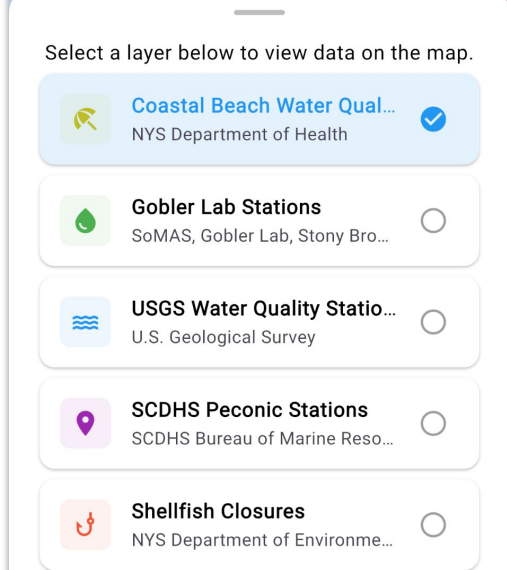 Select a layer below to view data on the map.
Coastal Beach Water Qual...
NYS Department of Health
Gobler Lab Stations
SoMAS, Gobler Lab, Stony Bro...
USGS Water Quality Statio...
U.S. Geological Survey
SCDHS Peconic Stations
SCDHS Bureau of Marine Reso...
Shellfish Closures
NYS Department of Environme...